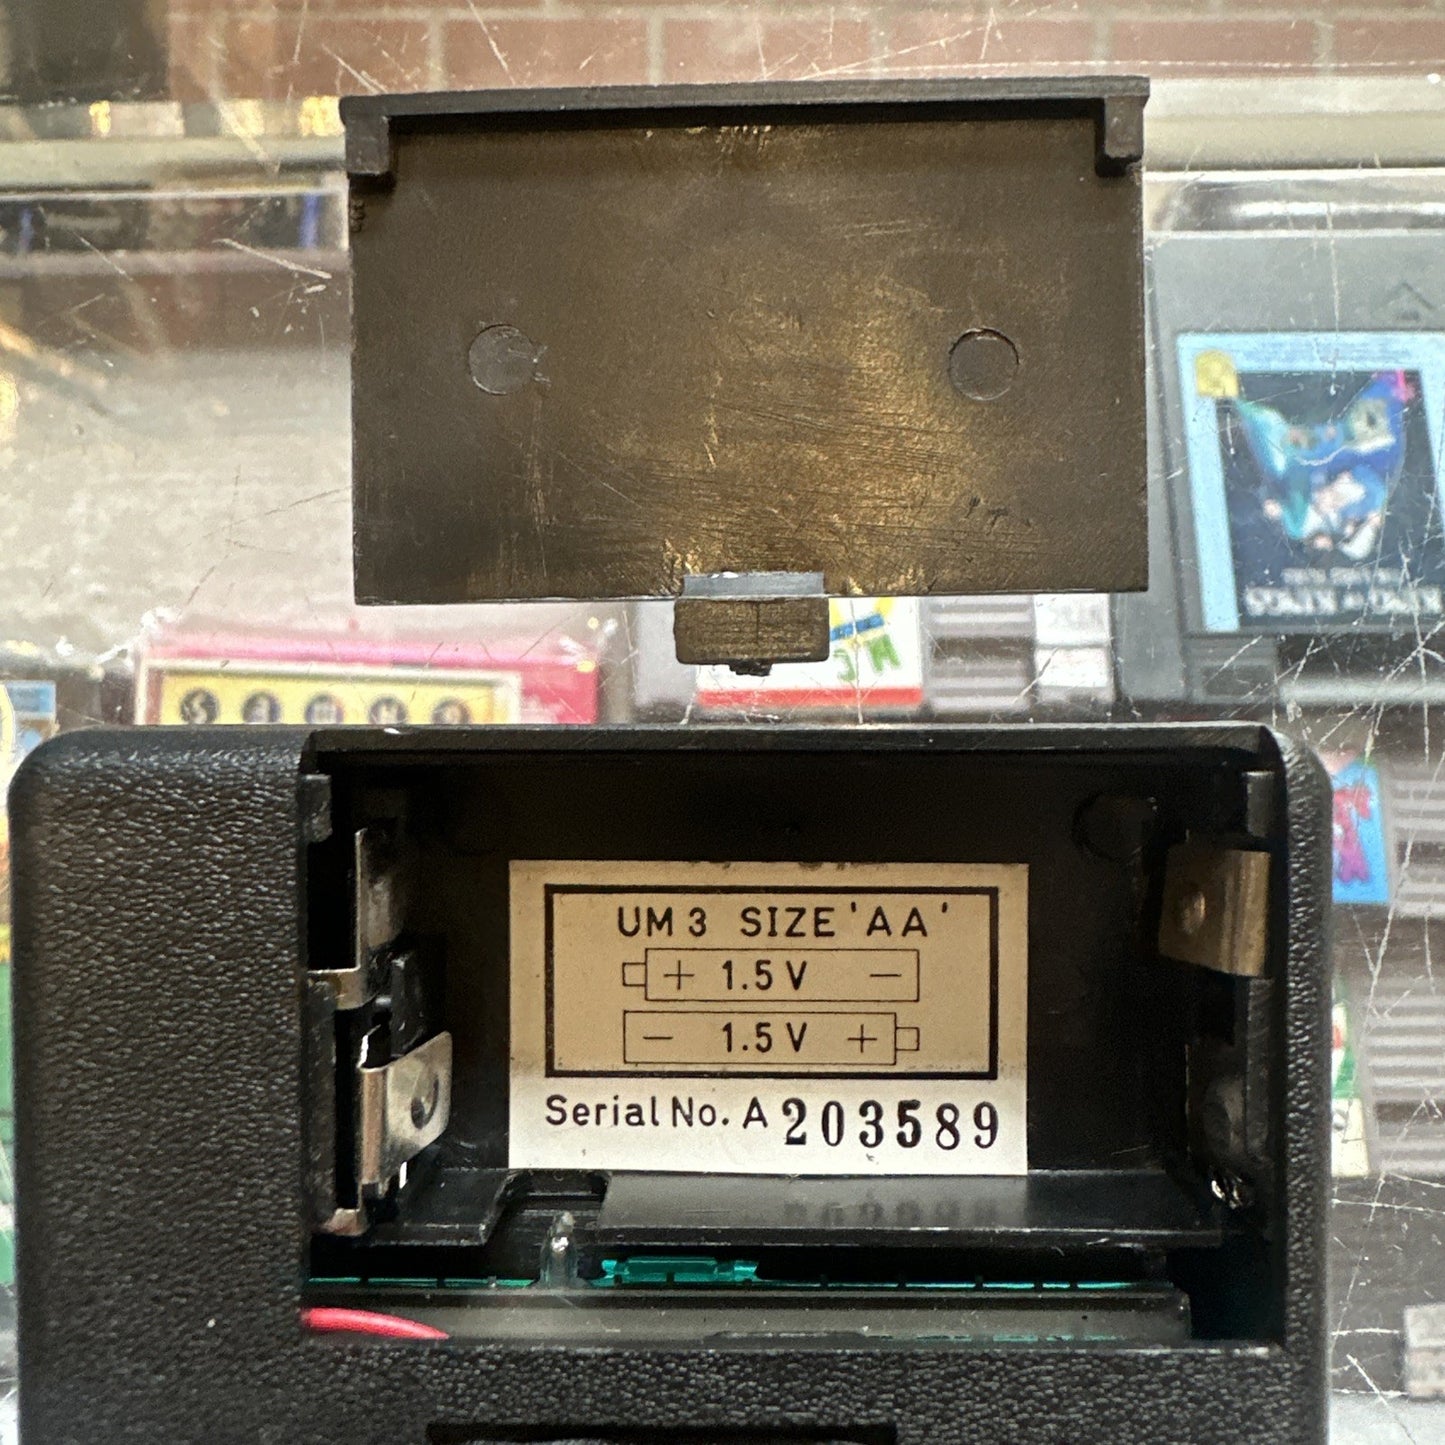 UM 3 SIZE 'AA'
+ 1.5 V −
− 1.5 V +
Serial No. A 203589